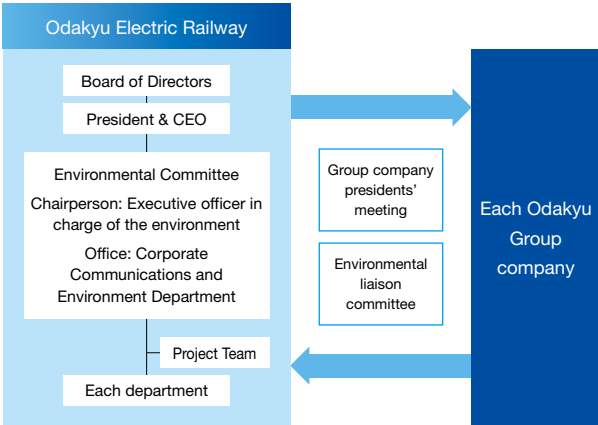 Odakyu Electric Railway
Board of Directors
President & CEO
Environmental Committee
Chairperson: Executive officer in
charge of the environment
Office: Corporate
Communications and
Environment Department
Project Team
Each department
Group company
presidents’
meeting
Environmental
liaison
committee
Each Odakyu
Group
company